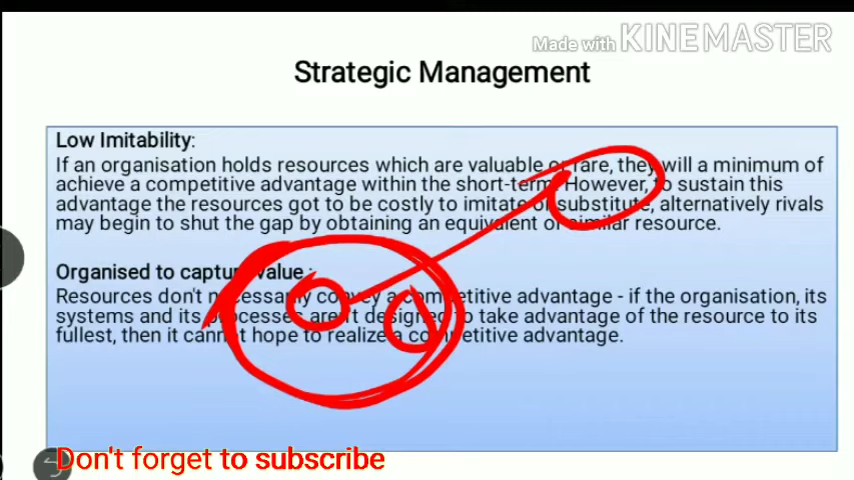 Made with KINEMASTER
Strategic Management
Low Imitability:
If an organisation holds resources which are valuable or rare, they will a minimum of
achieve a competitive advantage within the short-term. However, to sustain this
advantage the resources got to be costly to imitate or substitute, alternatively rivals
may begin to shut the gap by obtaining an equivalent or similar resource.
Organised to capture value :
Resources don't necessarily convey a competitive advantage - if the organisation, its
systems and its processes aren't designed to take advantage of the resource to its
fullest, then it cannot hope to realize a competitive advantage.
Don't forget to subscribe